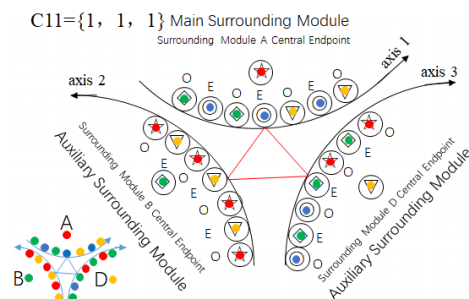 C11={1, 1, 1} Main Surrounding Module
Surrounding Module A Central Endpoint
axis 1
axis 2
axis 3
O
O
E
E
O
E
O
O
E
O
E
O
O
E
O
E
O
Surrounding Module B Central Endpoint
Auxiliary Surrounding Module
Surrounding Module D Central Endpoint
Auxiliary Surrounding Module
A
B
D